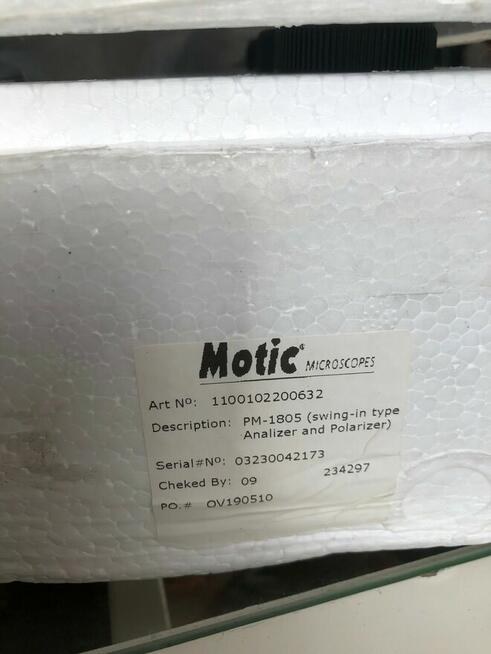 Motic MICROSCOPES
Art Nº: 1100102200632
Description: PM-1805 (swing-in type
Analizer and Polarizer)
Serial#Nº: 03230042173
Cheked By: 09 234297
PO.# OV190510